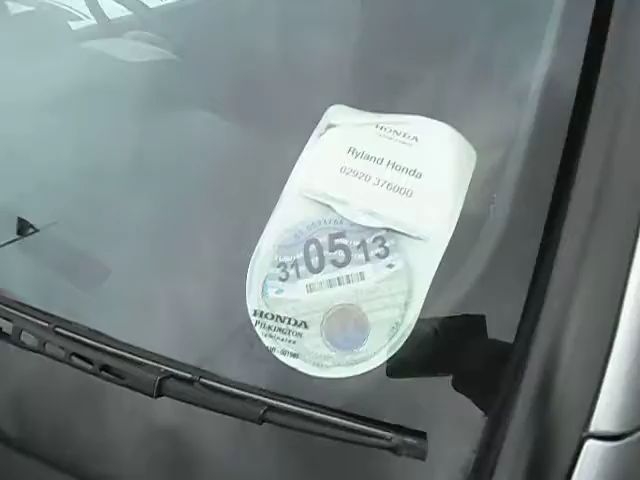 HONDA
Ryland Honda
02920 376000
31 05 13
HONDA
PILKINGTON